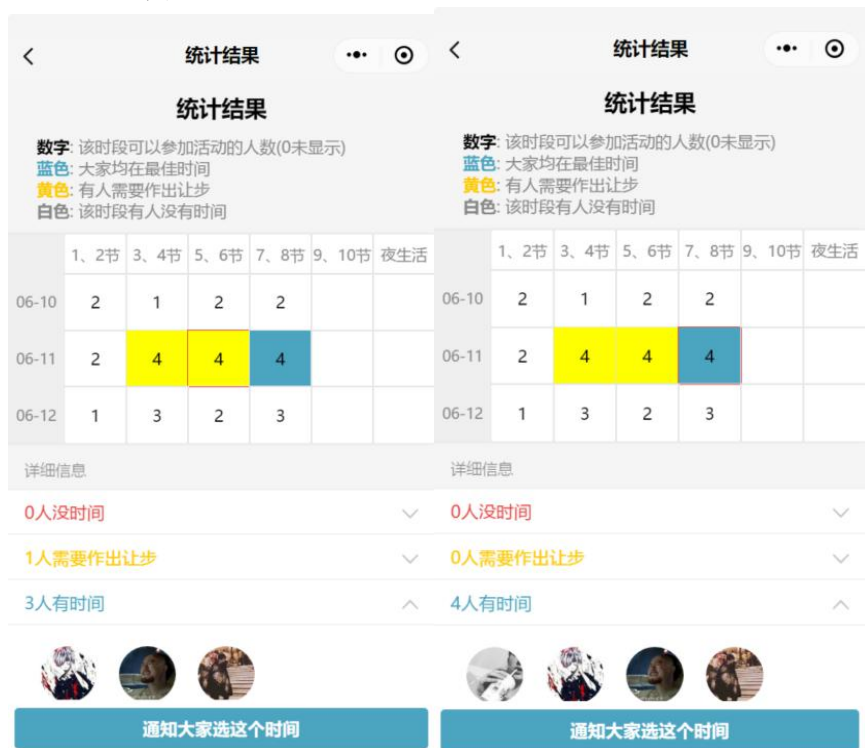 统计结果
统计结果
数字: 该时段可以参加活动的人数(0未显示)
蓝色: 大家均在最佳时间
黄色: 有人需要作出让步
白色: 该时段有人没有时间
1、2节 3、4节 5、6节 7、8节 9、10节 夜生活
06-10 2 1 2 2
06-11 2 4 4 4
06-12 1 3 2 3
详细信息
0人没时间
1人需要作出让步
3人有时间
通知大家选这个时间
统计结果
统计结果
数字: 该时段可以参加活动的人数(0未显示)
蓝色: 大家均在最佳时间
黄色: 有人需要作出让步
白色: 该时段有人没有时间
1、2节 3、4节 5、6节 7、8节 9、10节 夜生活
06-10 2 1 2 2
06-11 2 4 4 4
06-12 1 3 2 3
详细信息
0人没时间
0人需要作出让步
4人有时间
通知大家选这个时间